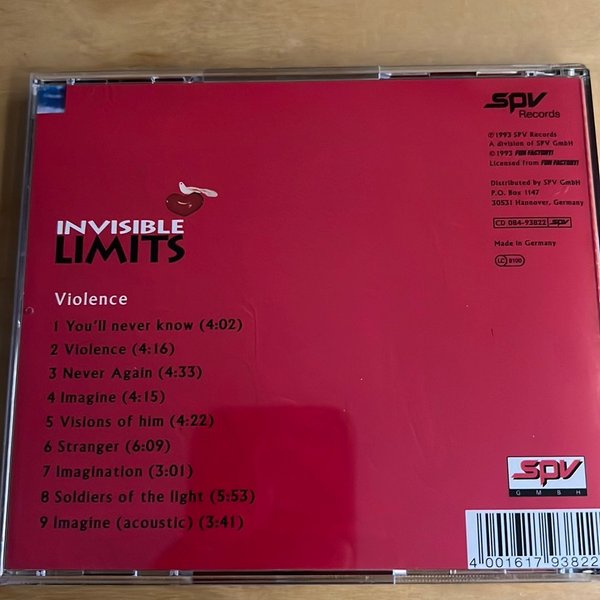 spv
Records
℗ 1993 SPV Records
A division of SPV GmbH
© 1993 FUN FACTORY!
Licensed from FUN FACTORY!
Distributed by SPV GmbH
P.O. Box 1147
30531 Hannover, Germany
CD 084-93822 spv
Made in Germany
LC 8100
INVISIBLE
LIMITS
Violence
1 You'll never know (4:02)
2 Violence (4:16)
3 Never Again (4:33)
4 Imagine (4:15)
5 Visions of him (4:22)
6 Stranger (6:09)
7 Imagination (3:01)
8 Soldiers of the light (5:53)
9 Imagine (acoustic) (3:41)
spv
GMBH
4 001617 93822